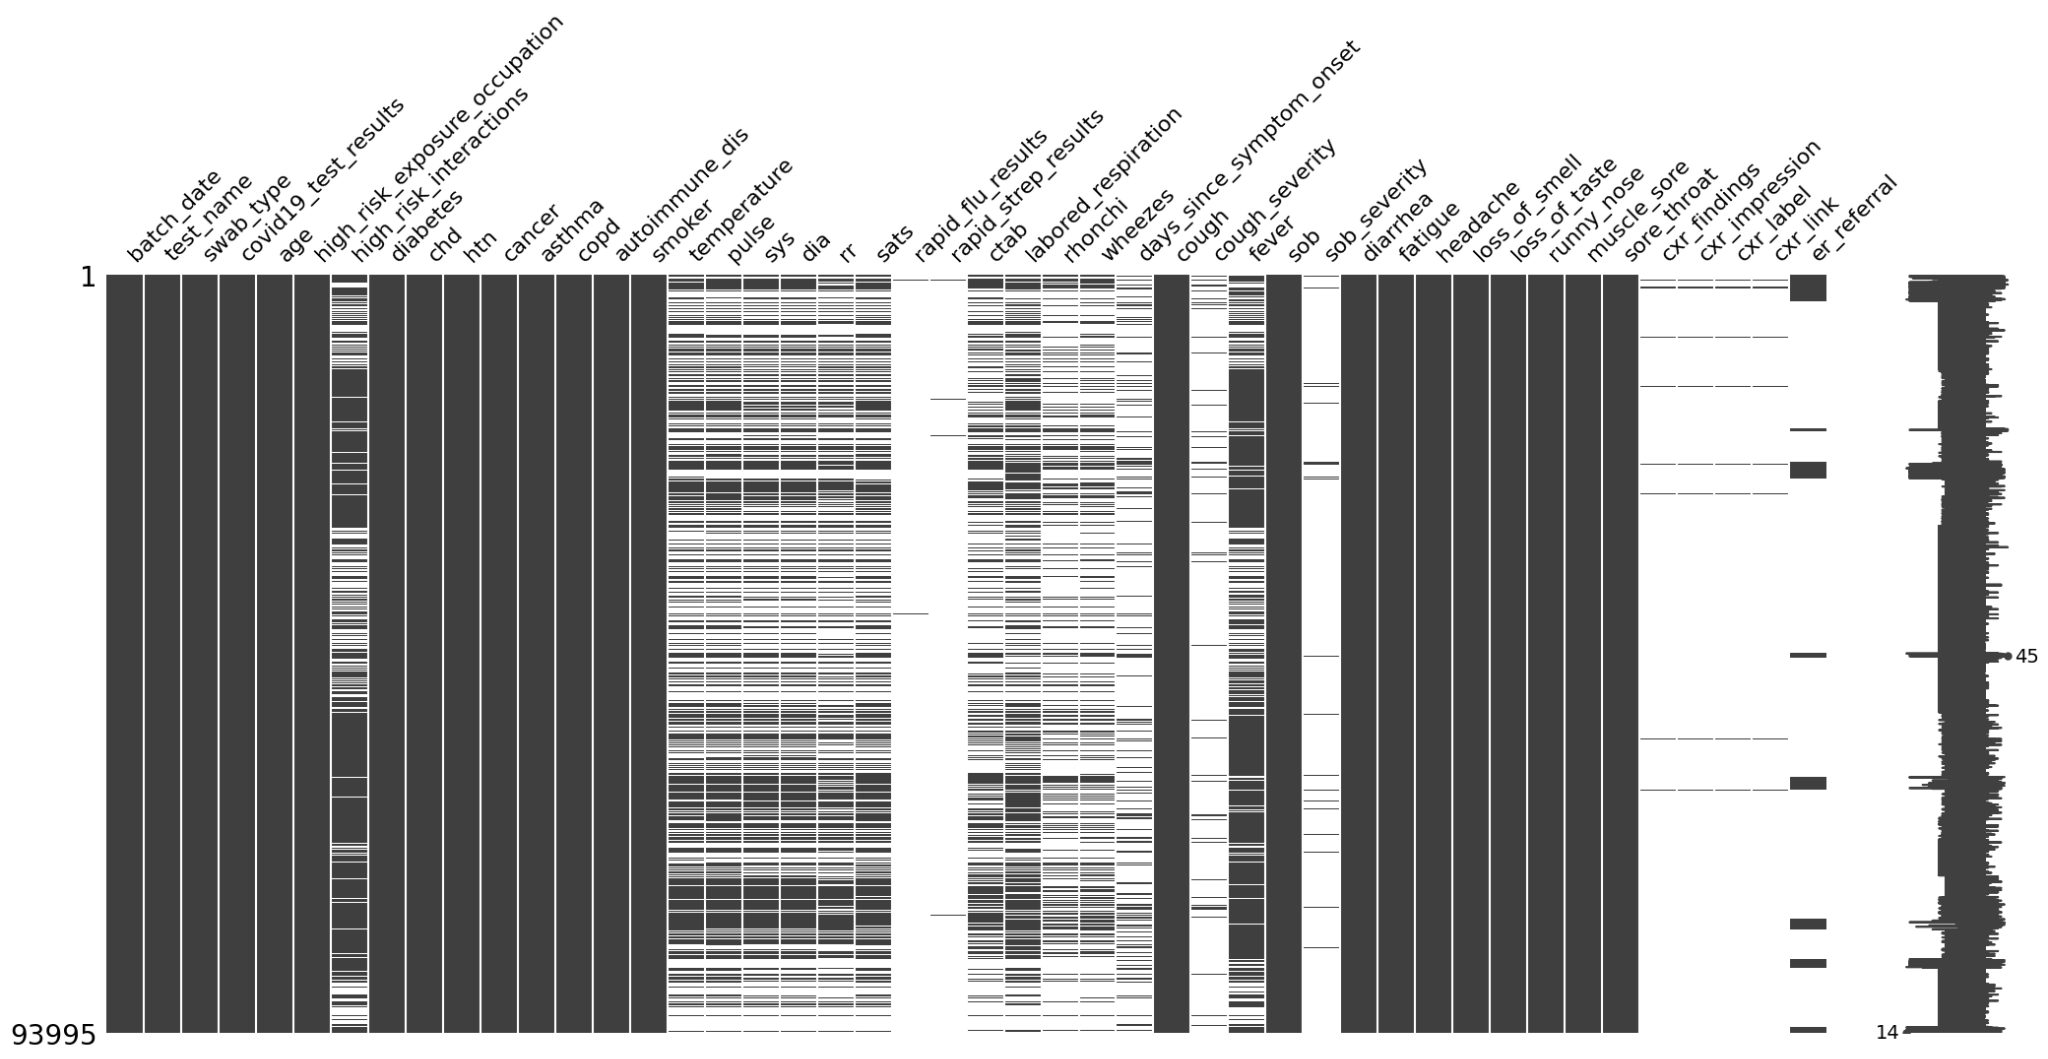 batch_date
test_name
swab_type
covid19_test_results
age
high_risk_exposure_occupation
high_risk_interactions
diabetes
chd
htn
cancer
asthma
copd
autoimmune_dis
smoker
temperature
pulse
sys
dia
rr
sats
rapid_flu_results
rapid_strep_results
ctab
labored_respiration
rhonchi
wheezes
days_since_symptom_onset
cough
cough_severity
fever
sob
sob_severity
diarrhea
fatigue
headache
loss_of_smell
loss_of_taste
runny_nose
muscle_sore
sore_throat
cxr_findings
cxr_impression
cxr_label
cxr_link
er_referral
1
45
93995
14